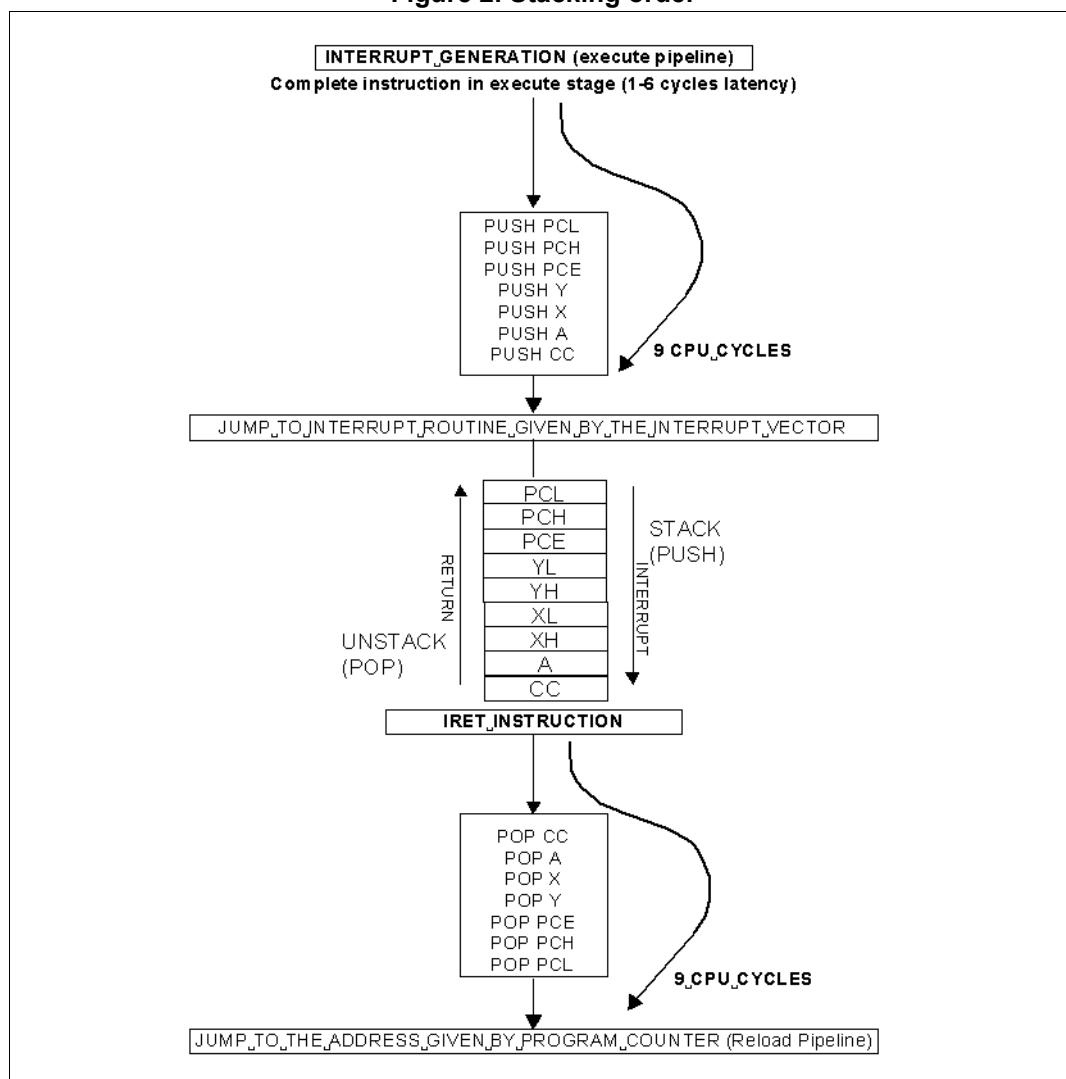 Figure 2. Stacking order
INTERRUPT␣GENERATION (execute pipeline)
Complete instruction in execute stage (1-6 cycles latency)
PUSH PCL
PUSH PCH
PUSH PCE
PUSH Y
PUSH X
PUSH A
PUSH CC
9 CPU␣CYCLES
JUMP␣TO␣INTERRUPT␣ROUTINE␣GIVEN␣BY␣THE␣INTERRUPT␣VECTOR
PCL
PCH
PCE
YL
YH
XL
XH
A
CC
RETURN
UNSTACK
(POP)
STACK
(PUSH)
INTERRUPT
IRET␣INSTRUCTION
POP CC
POP A
POP X
POP Y
POP PCE
POP PCH
POP PCL
9␣CPU␣CYCLES
JUMP␣TO␣THE␣ADDRESS␣GIVEN␣BY␣PROGRAM␣COUNTER (Reload Pipeline)